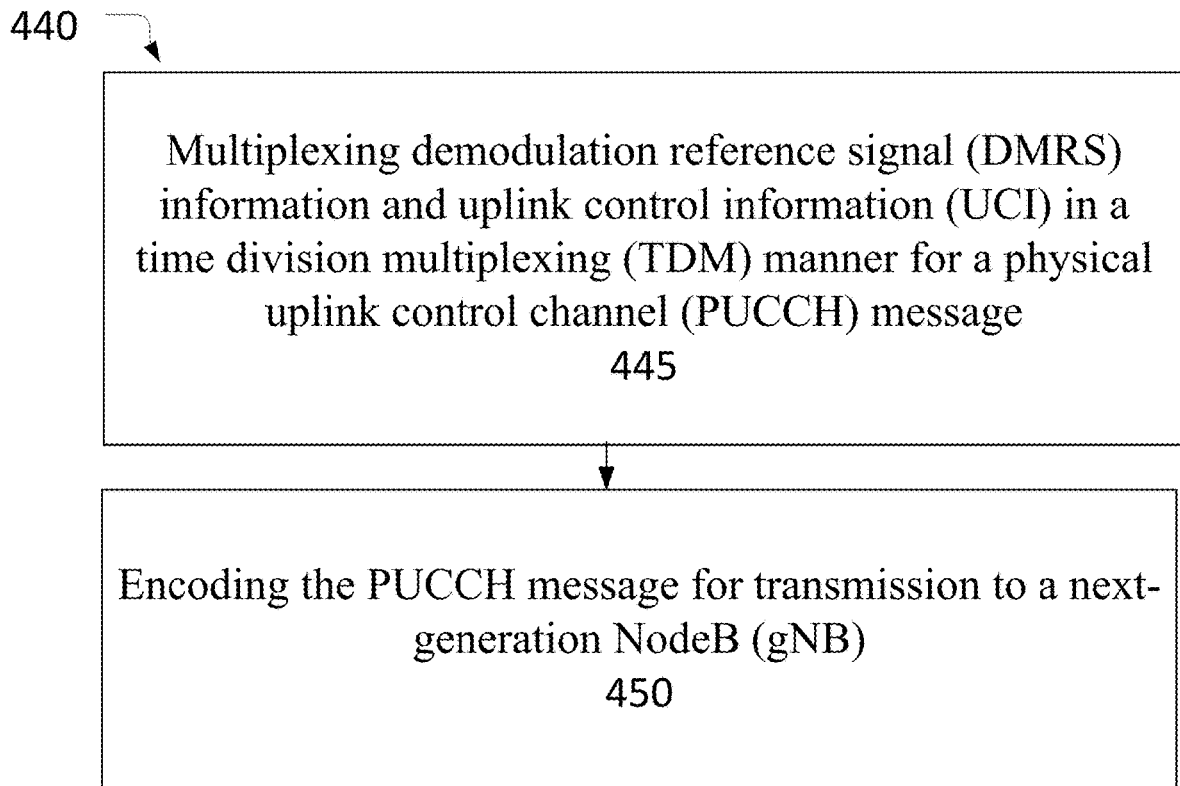 440
Multiplexing demodulation reference signal (DMRS)
information and uplink control information (UCI) in a
time division multiplexing (TDM) manner for a physical
uplink control channel (PUCCH) message
445
Encoding the PUCCH message for transmission to a next-
generation NodeB (gNB)
450